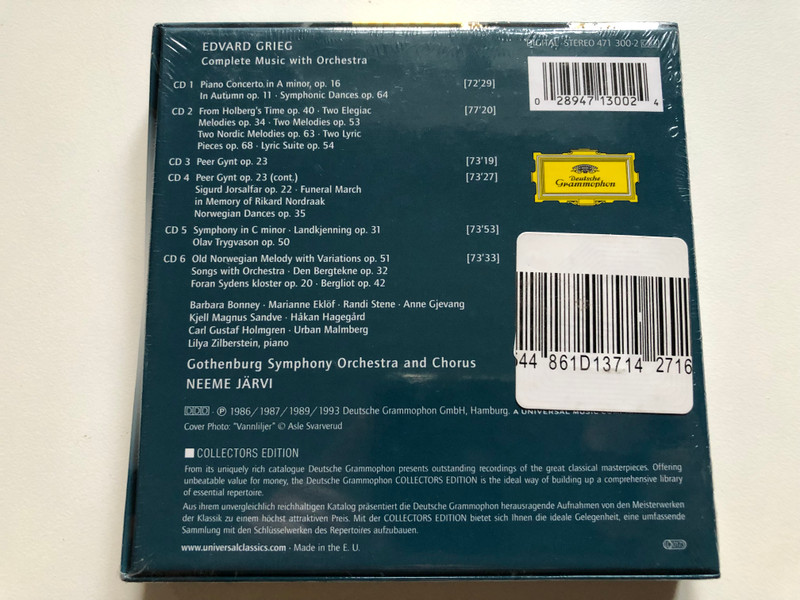 EDVARD GRIEG
Complete Music with Orchestra
DIGITAL STEREO 471 300-2
CD 1 Piano Concerto in A minor, op. 16 [72'29]
In Autumn op. 11 · Symphonic Dances op. 64
CD 2 From Holberg's Time op. 40 · Two Elegiac [77'20]
Melodies op. 34 · Two Melodies op. 53
Two Nordic Melodies op. 63 · Two Lyric
Pieces op. 68 · Lyric Suite op. 54
CD 3 Peer Gynt op. 23 [73'19]
CD 4 Peer Gynt op. 23 (cont.) [73'27]
Sigurd Jorsalfar op. 22 · Funeral March
in Memory of Rikard Nordraak
Norwegian Dances op. 35
CD 5 Symphony in C minor · Landkjenning op. 31 [73'53]
Olav Trygvason op. 50
CD 6 Old Norwegian Melody with Variations op. 51 [73'33]
Songs with Orchestra · Den Bergtekne op. 32
Foran Sydens kloster op. 20 · Bergliot op. 42
Barbara Bonney · Marianne Eklöf · Randi Stene · Anne Gjevang
Kjell Magnus Sandve · Håkan Hagegård
Carl Gustaf Holmgren · Urban Malmberg
Lilya Zilberstein, piano
Gothenburg Symphony Orchestra and Chorus
NEEME JÄRVI
0 28947 13002 4
Deutsche
Grammophon
44 861D13714 2716
DDD · ℗ 1986/1987/1989/1993 Deutsche Grammophon GmbH, Hamburg. A UNIVERSAL MUSIC
Cover Photo: "Vannliljer" © Asle Svarverud
COLLECTORS EDITION
From its uniquely rich catalogue Deutsche Grammophon presents outstanding recordings of the great classical masterpieces. Offering
unbeatable value for money, the Deutsche Grammophon COLLECTORS EDITION is the ideal way of building up a comprehensive library
of essential repertoire.
Aus ihrem unvergleichlich reichhaltigen Katalog präsentiert die Deutsche Grammophon herausragende Aufnahmen von den Meisterwerken
der Klassik zu einem höchst attraktiven Preis. Mit der COLLECTORS EDITION bietet sich Ihnen die ideale Gelegenheit, eine umfassende
Sammlung mit den Schlüsselwerken des Repertoires aufzubauen.
www.universalclassics.com · Made in the E. U.